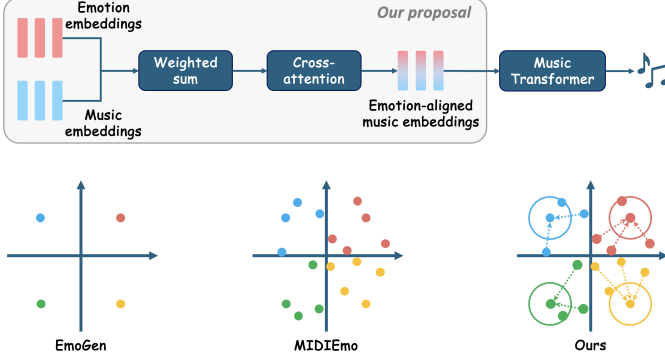 Emotion
embeddings
Our proposal
Weighted
sum
Cross-
attention
Music
Transformer
Music
embeddings
Emotion-aligned
music embeddings
EmoGen
MIDIEmo
Ours